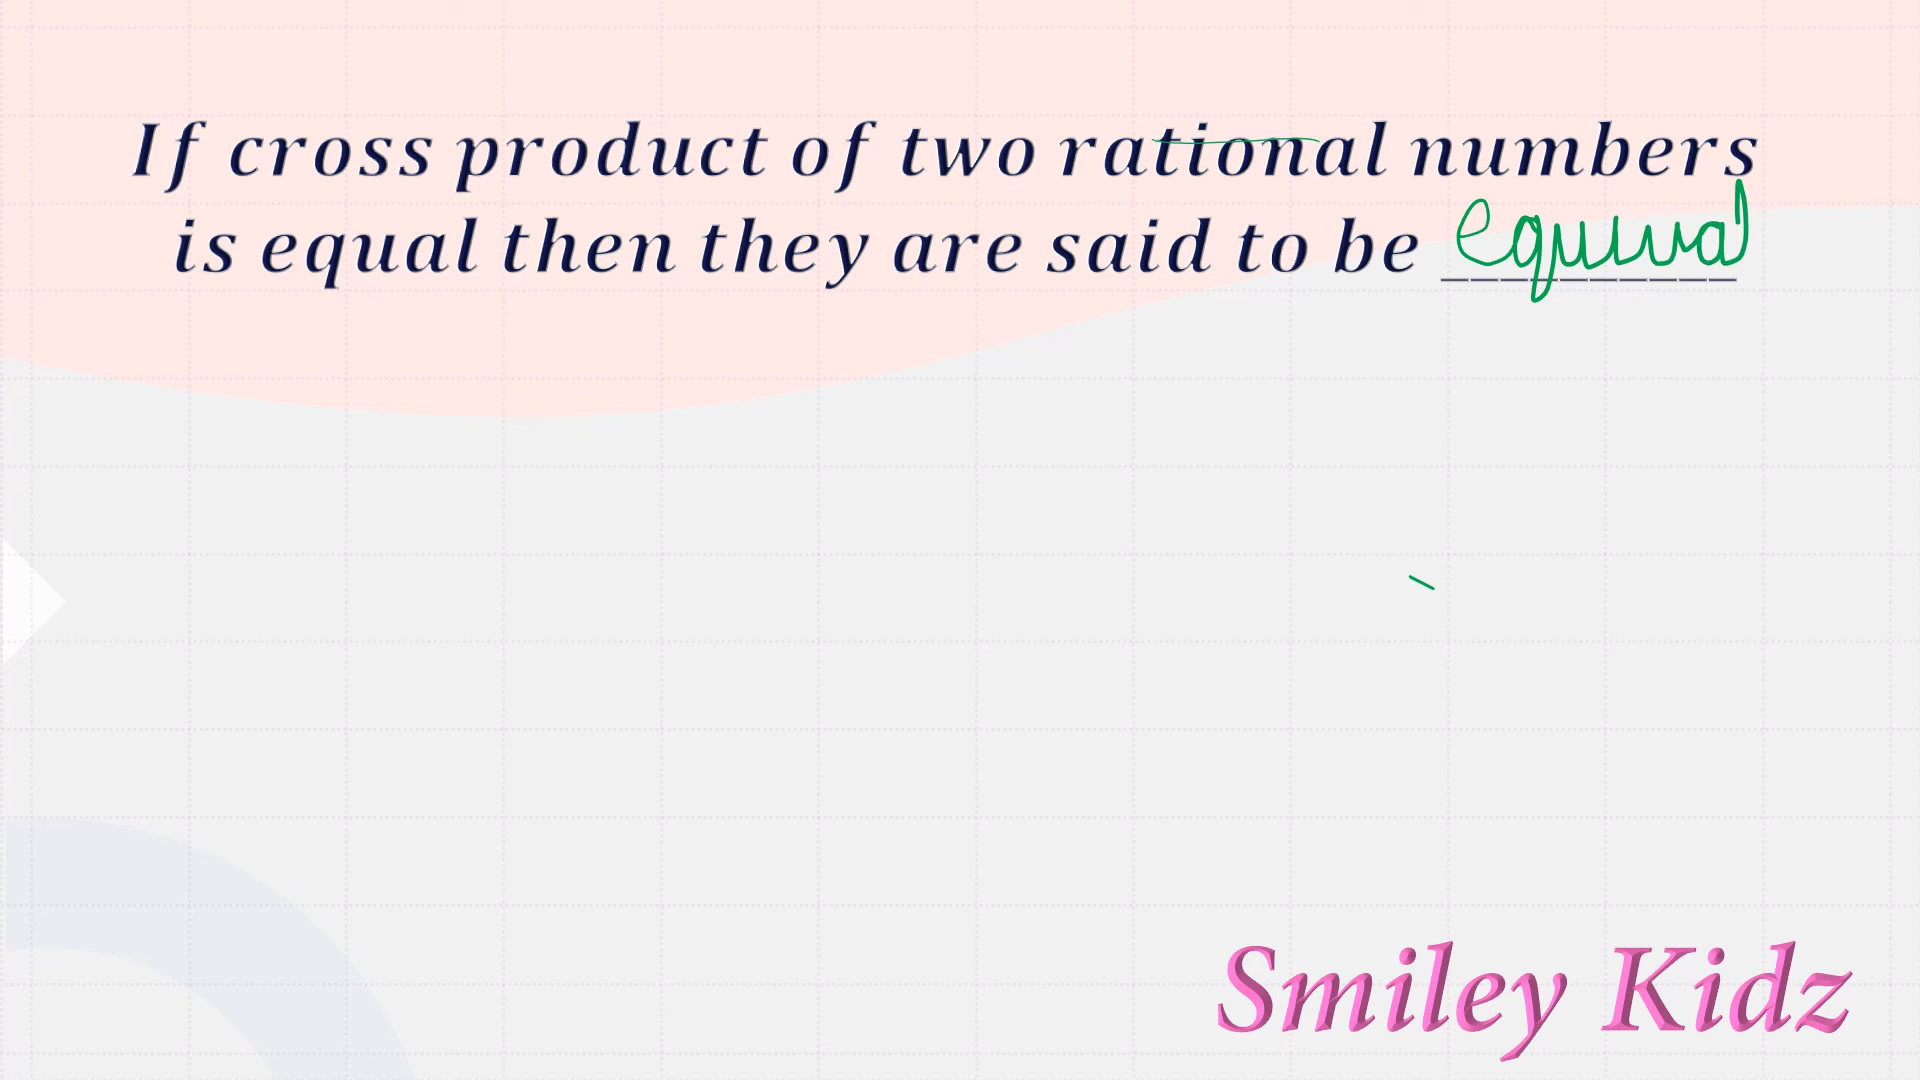 If cross product of two rational numbers
is equal then they are said to be equival
Smiley Kidz